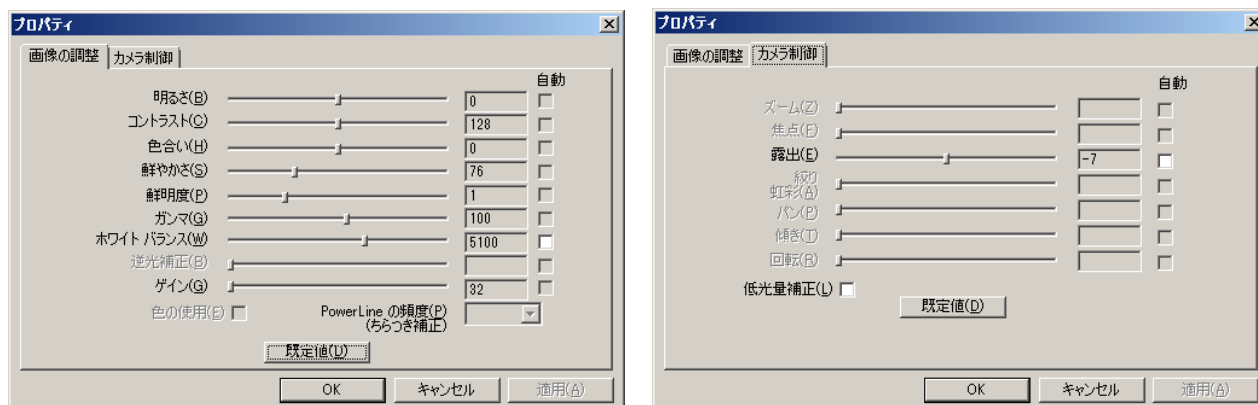 プロパティ
画像の調整 カメラ制御
自動
明るさ(B) 0
コントラスト(C) 128
色合い(H) 0
鮮やかさ(S) 76
鮮明度(P) 1
ガンマ(G) 100
ホワイト バランス(W) 5100
逆光補正(B)
ゲイン(G) 32
色の使用(E) PowerLine の頻度(P)
(ちらつき補正)
既定値(U)
OK キャンセル 適用(A)
プロパティ
画像の調整 カメラ制御
自動
ズーム(Z)
焦点(F)
露出(E) -7
絞り
虹彩(A)
パン(P)
傾き(T)
回転(R)
低光量補正(L)
既定値(D)
OK キャンセル 適用(A)